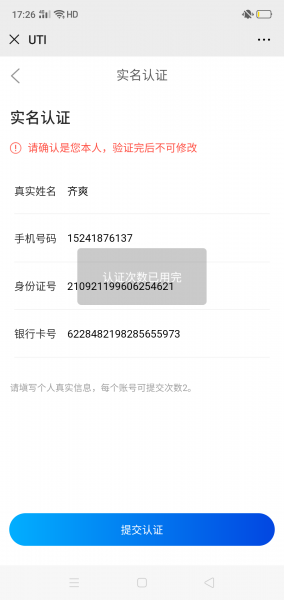 17:26 HD
UTI
实名认证
实名认证
请确认是您本人，验证完后不可修改
真实姓名 齐爽
手机号码 15241876137
认证次数已用完
身份证号 210921199606254621
银行卡号 6228482198285655973
请填写个人真实信息，每个账号可提交次数2。
提交认证